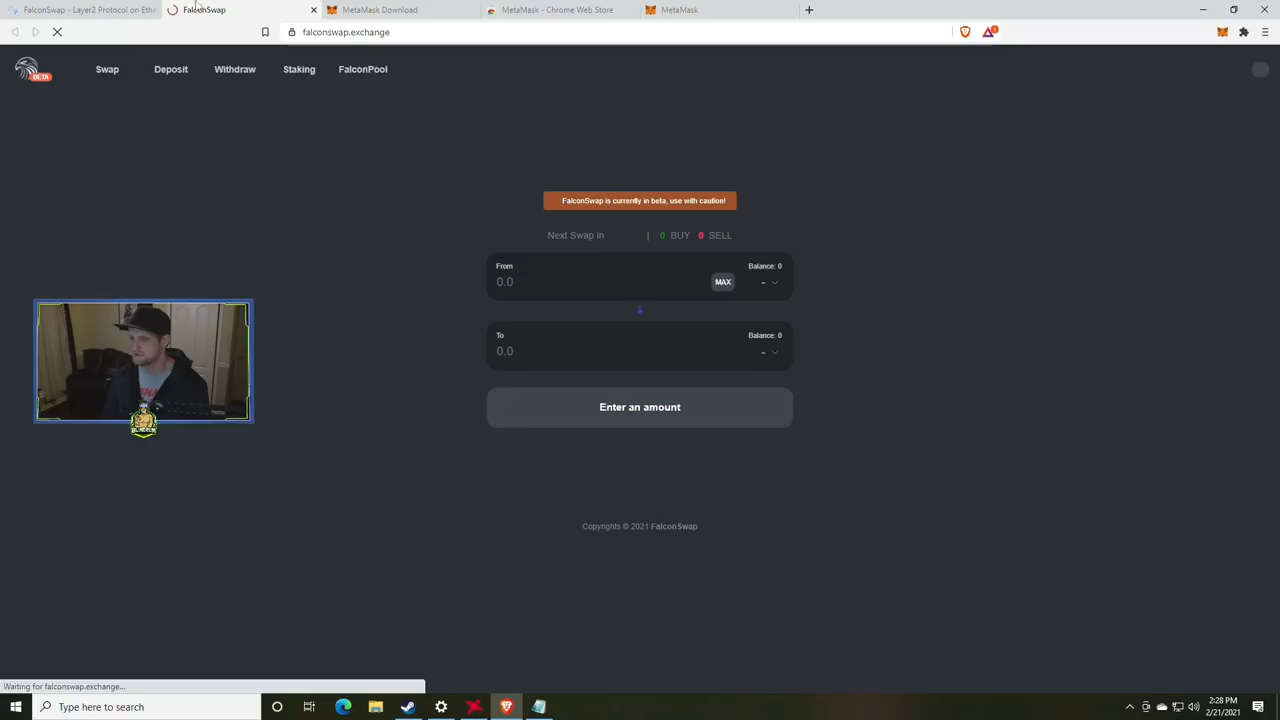 FalconSwap - Layer2 Protocol on Ethe
FalconSwap
MetaMask Download
MetaMask - Chrome Web Store
MetaMask
falconswap.exchange
1
BETA
Swap
Deposit
Withdraw
Staking
FalconPool
FalconSwap is currently in beta, use with caution!
Next Swap in | 0 BUY 0 SELL
From
Balance: 0
0.0
MAX
-
To
Balance: 0
0.0
-
Enter an amount
Copyrights © 2021 FalconSwap
Waiting for falconswap.exchange...
Type here to search
2:28 PM
2/21/2021